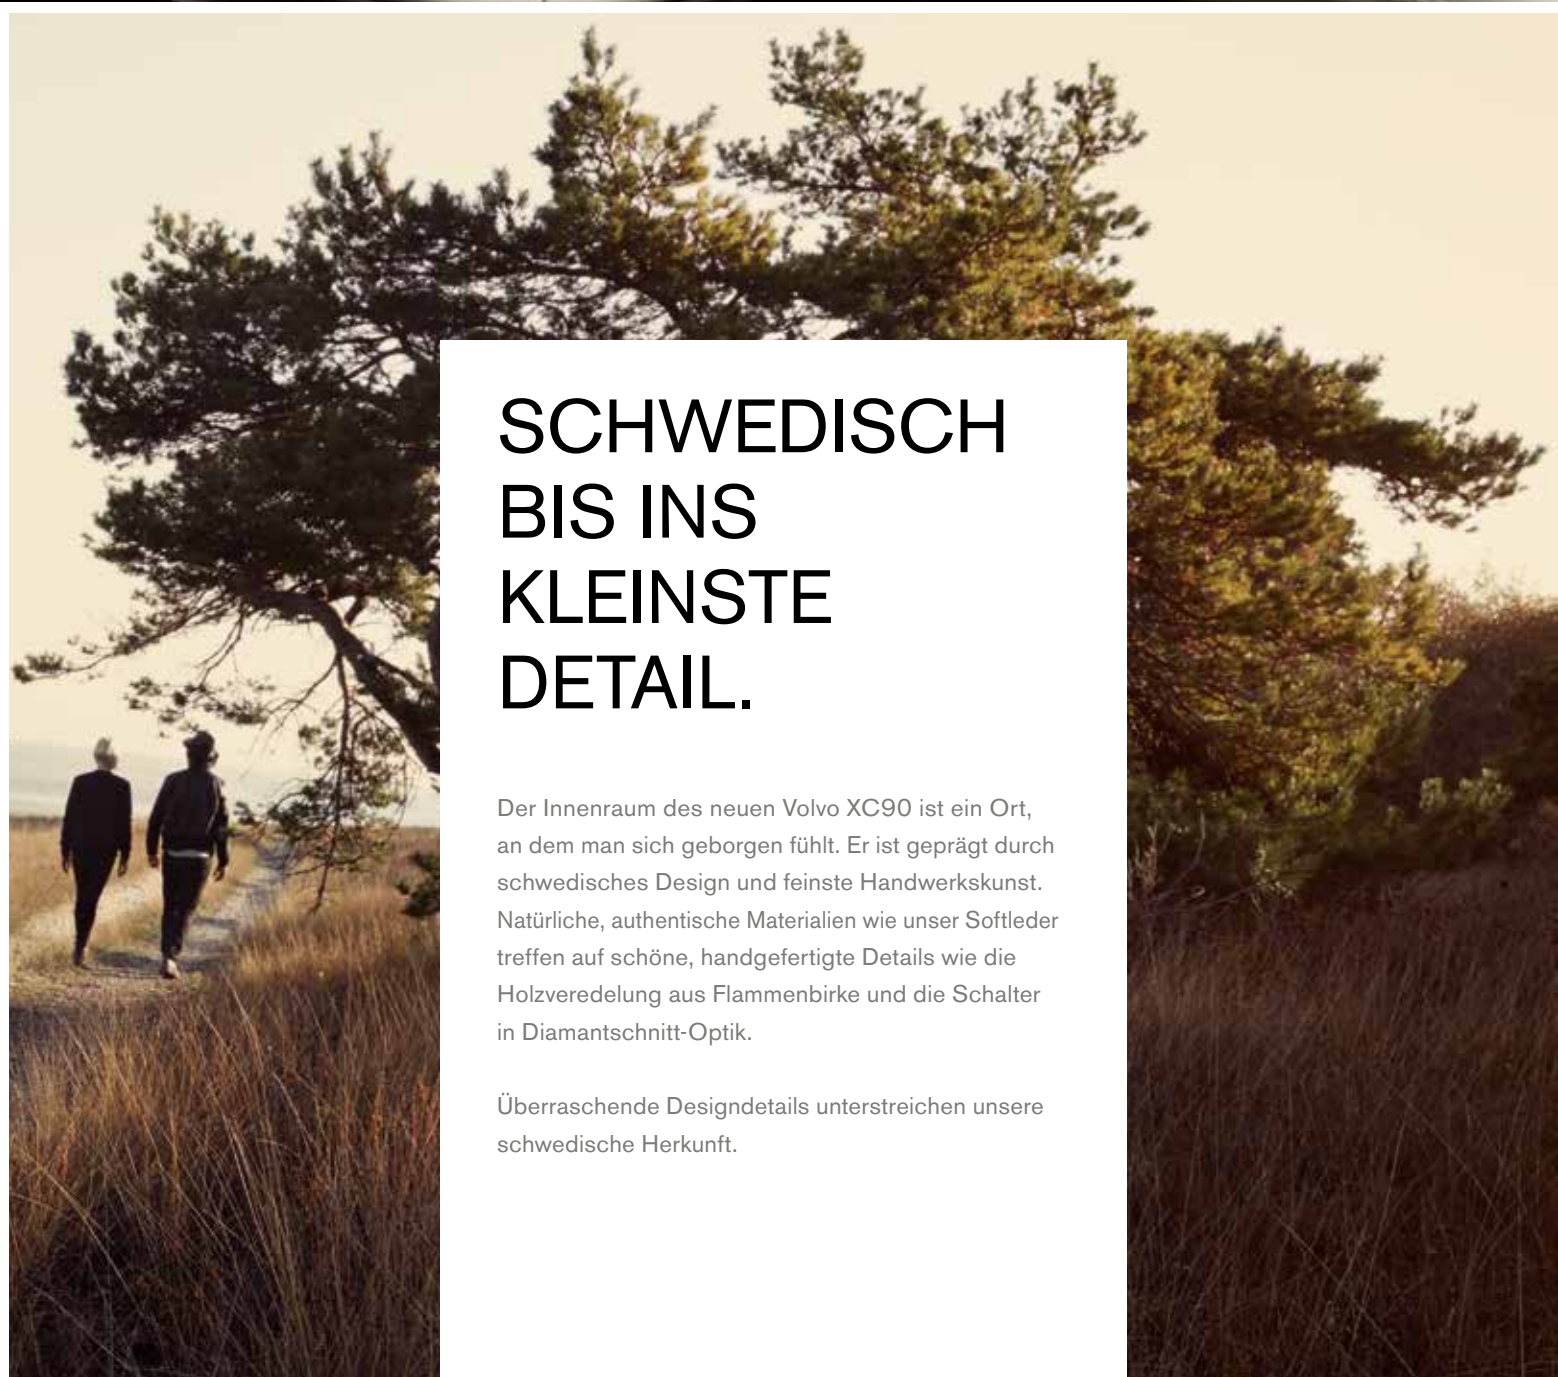 SCHWEDISCH
BIS INS
KLEINSTE
DETAIL.
Der Innenraum des neuen Volvo XC90 ist ein Ort,
an dem man sich geborgen fühlt. Er ist geprägt durch
schwedisches Design und feinste Handwerkskunst.
Natürliche, authentische Materialien wie unser Softleder
treffen auf schöne, handgefertigte Details wie die
Holzveredelung aus Flammenbirke und die Schalter
in Diamantschnitt-Optik.
Überraschende Designdetails unterstreichen unsere
schwedische Herkunft.